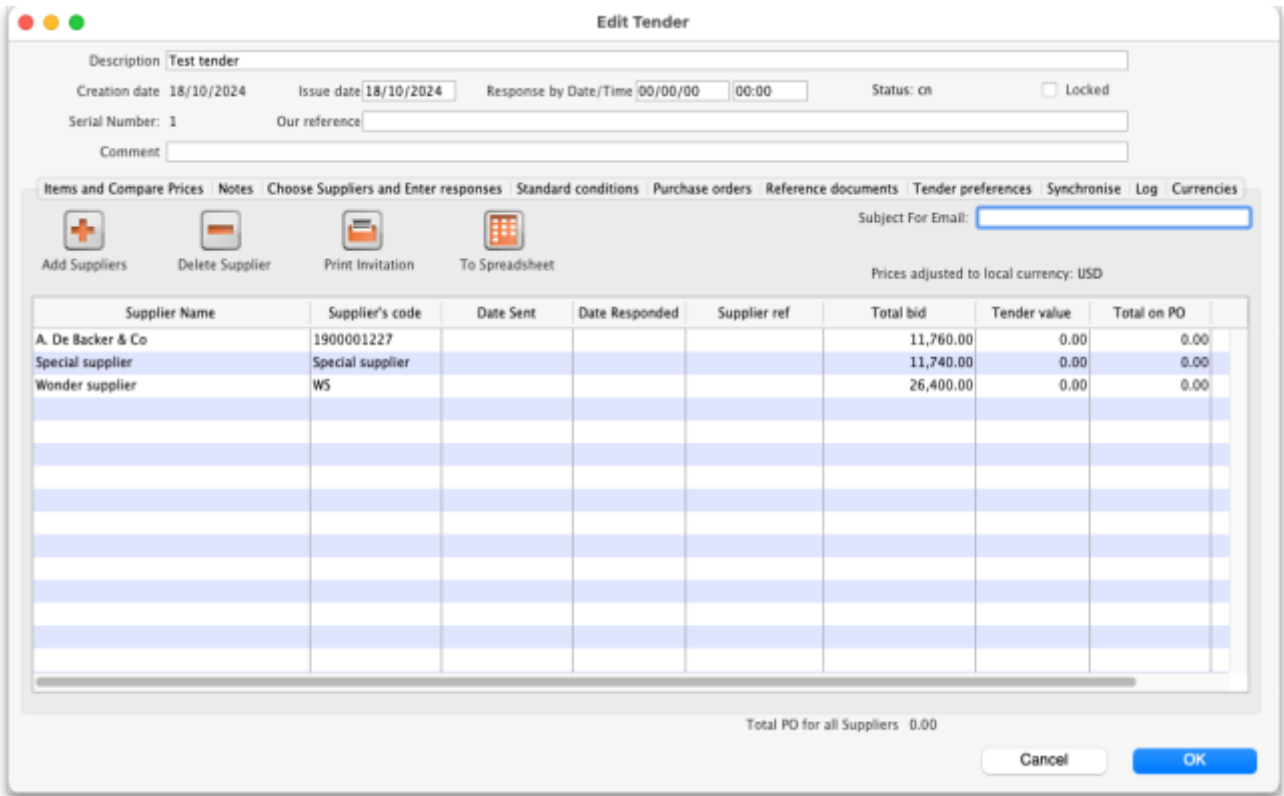 Edit Tender
Description Test tender
Creation date 18/10/2024 Issue date 18/10/2024 Response by Date/Time 00/00/00 00:00 Status: cn Locked
Serial Number: 1 Our reference
Comment
Items and Compare Prices Notes Choose Suppliers and Enter responses Standard conditions Purchase orders Reference documents Tender preferences Synchronise Log Currencies
Subject For Email:
Add Suppliers Delete Supplier Print Invitation To Spreadsheet
Prices adjusted to local currency: USD
Supplier Name Supplier's code Date Sent Date Responded Supplier ref Total bid Tender value Total on PO
A. De Backer & Co 1900001227 11,760.00 0.00 0.00
Special supplier Special supplier 11,740.00 0.00 0.00
Wonder supplier WS 26,400.00 0.00 0.00
Total PO for all Suppliers 0.00
Cancel OK